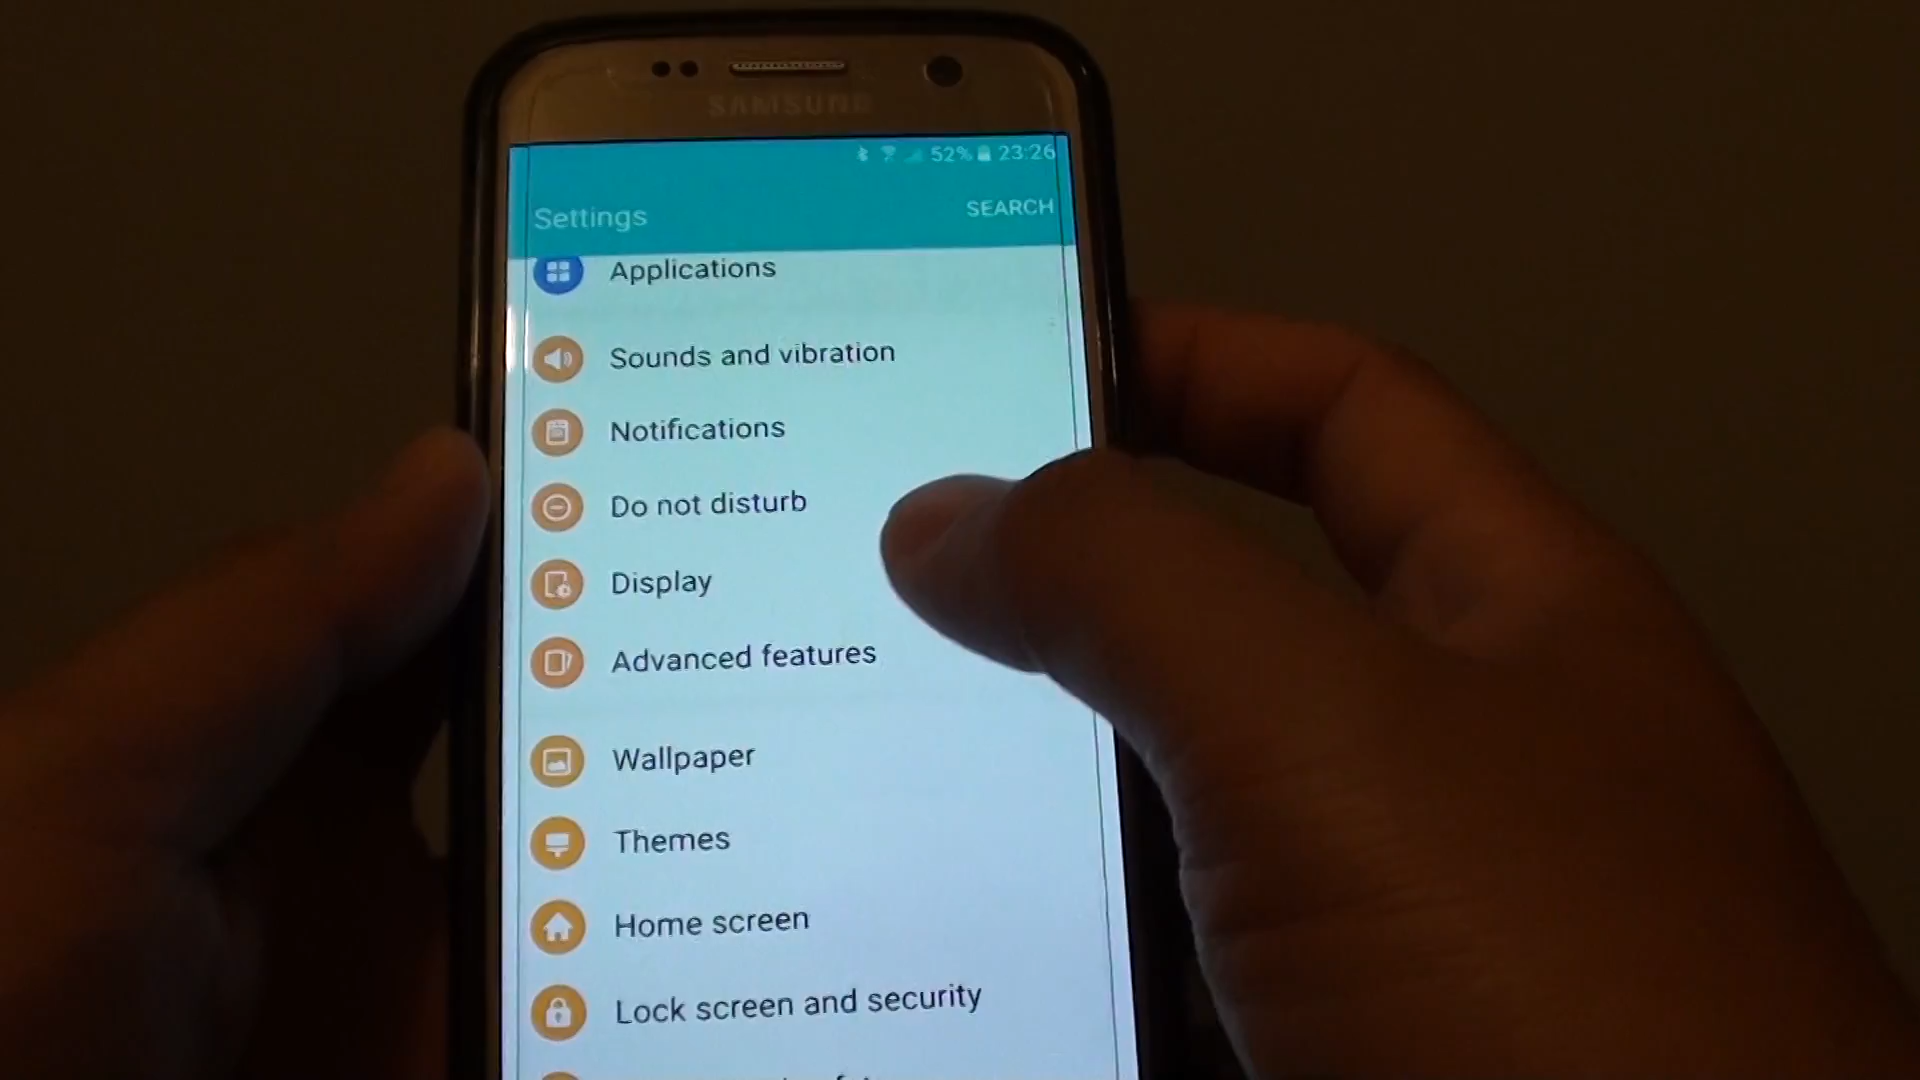 SAMSUNG
52% 23:26
Settings
SEARCH
Applications
Sounds and vibration
Notifications
Do not disturb
Display
Advanced features
Wallpaper
Themes
Home screen
Lock screen and security